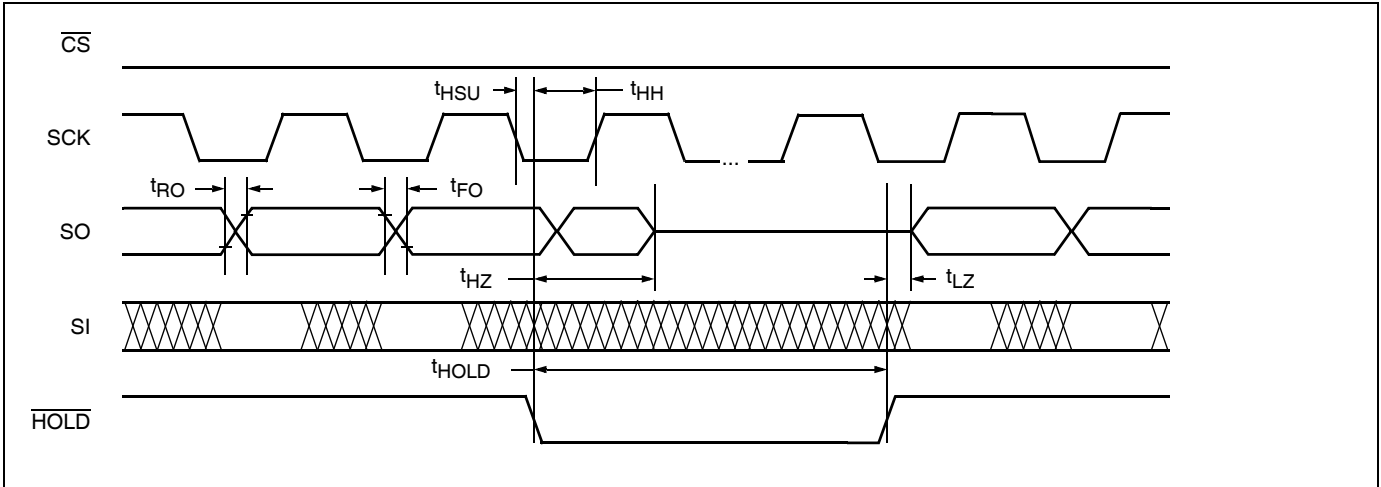 CS
tHSU
tHH
SCK
...
tRO
tFO
SO
tHZ
tLZ
SI
tHOLD
HOLD